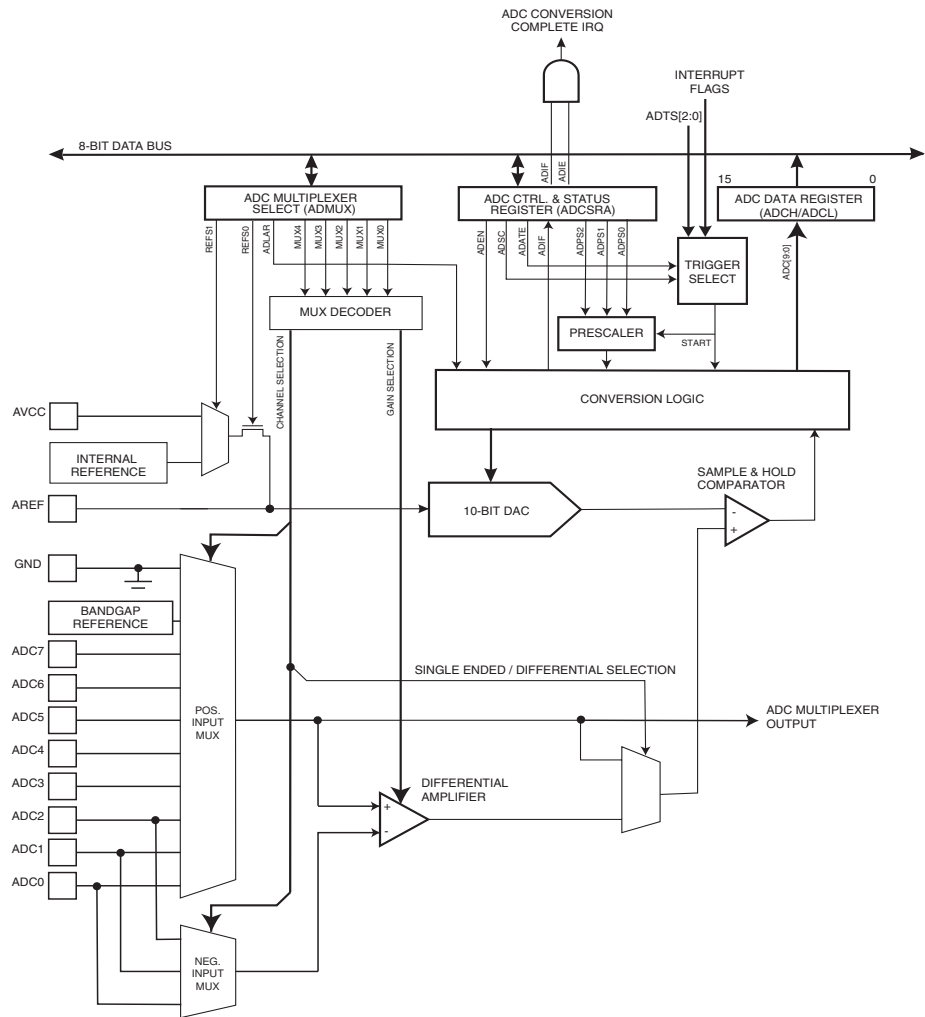 ADC CONVERSION
COMPLETE IRQ
INTERRUPT
FLAGS
ADTS[2:0]
8-BIT DATA BUS
ADIF
ADIE
15
0
ADC MULTIPLEXER
SELECT (ADMUX)
ADC CTRL. & STATUS
REGISTER (ADCSRA)
ADC DATA REGISTER
(ADCH/ADCL)
REFS1
REFS0
ADLAR
MUX4
MUX3
MUX2
MUX1
MUX0
ADEN
ADSC
ADATE
ADIF
ADPS2
ADPS1
ADPS0
ADC[9:0]
TRIGGER
SELECT
MUX DECODER
PRESCALER
START
CHANNEL SELECTION
GAIN SELECTION
CONVERSION LOGIC
AVCC
INTERNAL
REFERENCE
SAMPLE & HOLD
COMPARATOR
AREF
10-BIT DAC
-
+
GND
BANDGAP
REFERENCE
ADC7
SINGLE ENDED / DIFFERENTIAL SELECTION
ADC6
ADC5
POS.
INPUT
MUX
ADC MULTIPLEXER
OUTPUT
ADC4
ADC3
DIFFERENTIAL
AMPLIFIER
+
-
ADC2
ADC1
ADC0
NEG.
INPUT
MUX